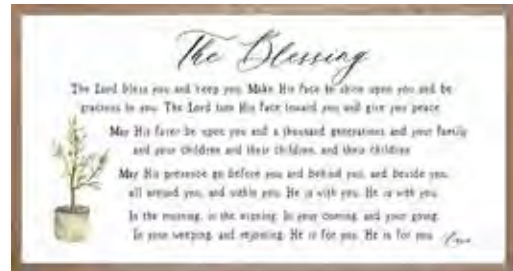 The Blessing
The Lord bless you and keep you. Make His Face to shine upon you and be
gracious to you. The Lord turn His Face toward you and give you peace
May His favor be upon you and a thousand generations, and your family
and your children and their children, and their children
May His presence go before you and behind you, and beside you,
all around you, and within you, He is with you, He is with you.
In the morning, in the evening, In your coming, and your going,
In your weeping, and rejoicing, He is for you, He is for you.